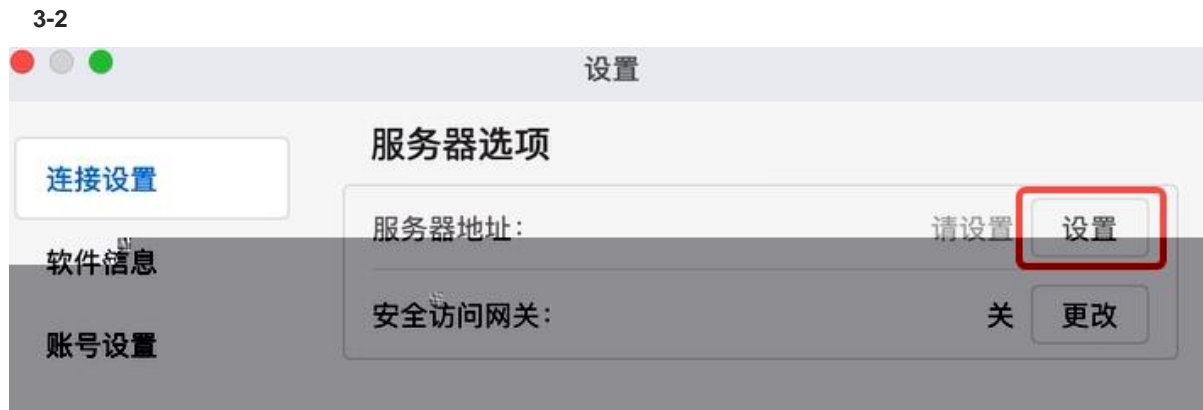 3-2
设置
服务器选项
连接设置
服务器地址： 请设置 设置
软件信息
安全访问网关： 关 更改
账号设置